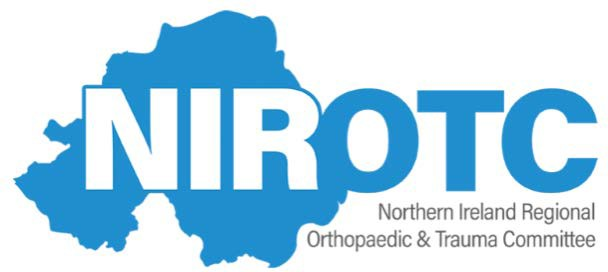 NIROTC
Northern Ireland Regional
Orthopaedic & Trauma Committee